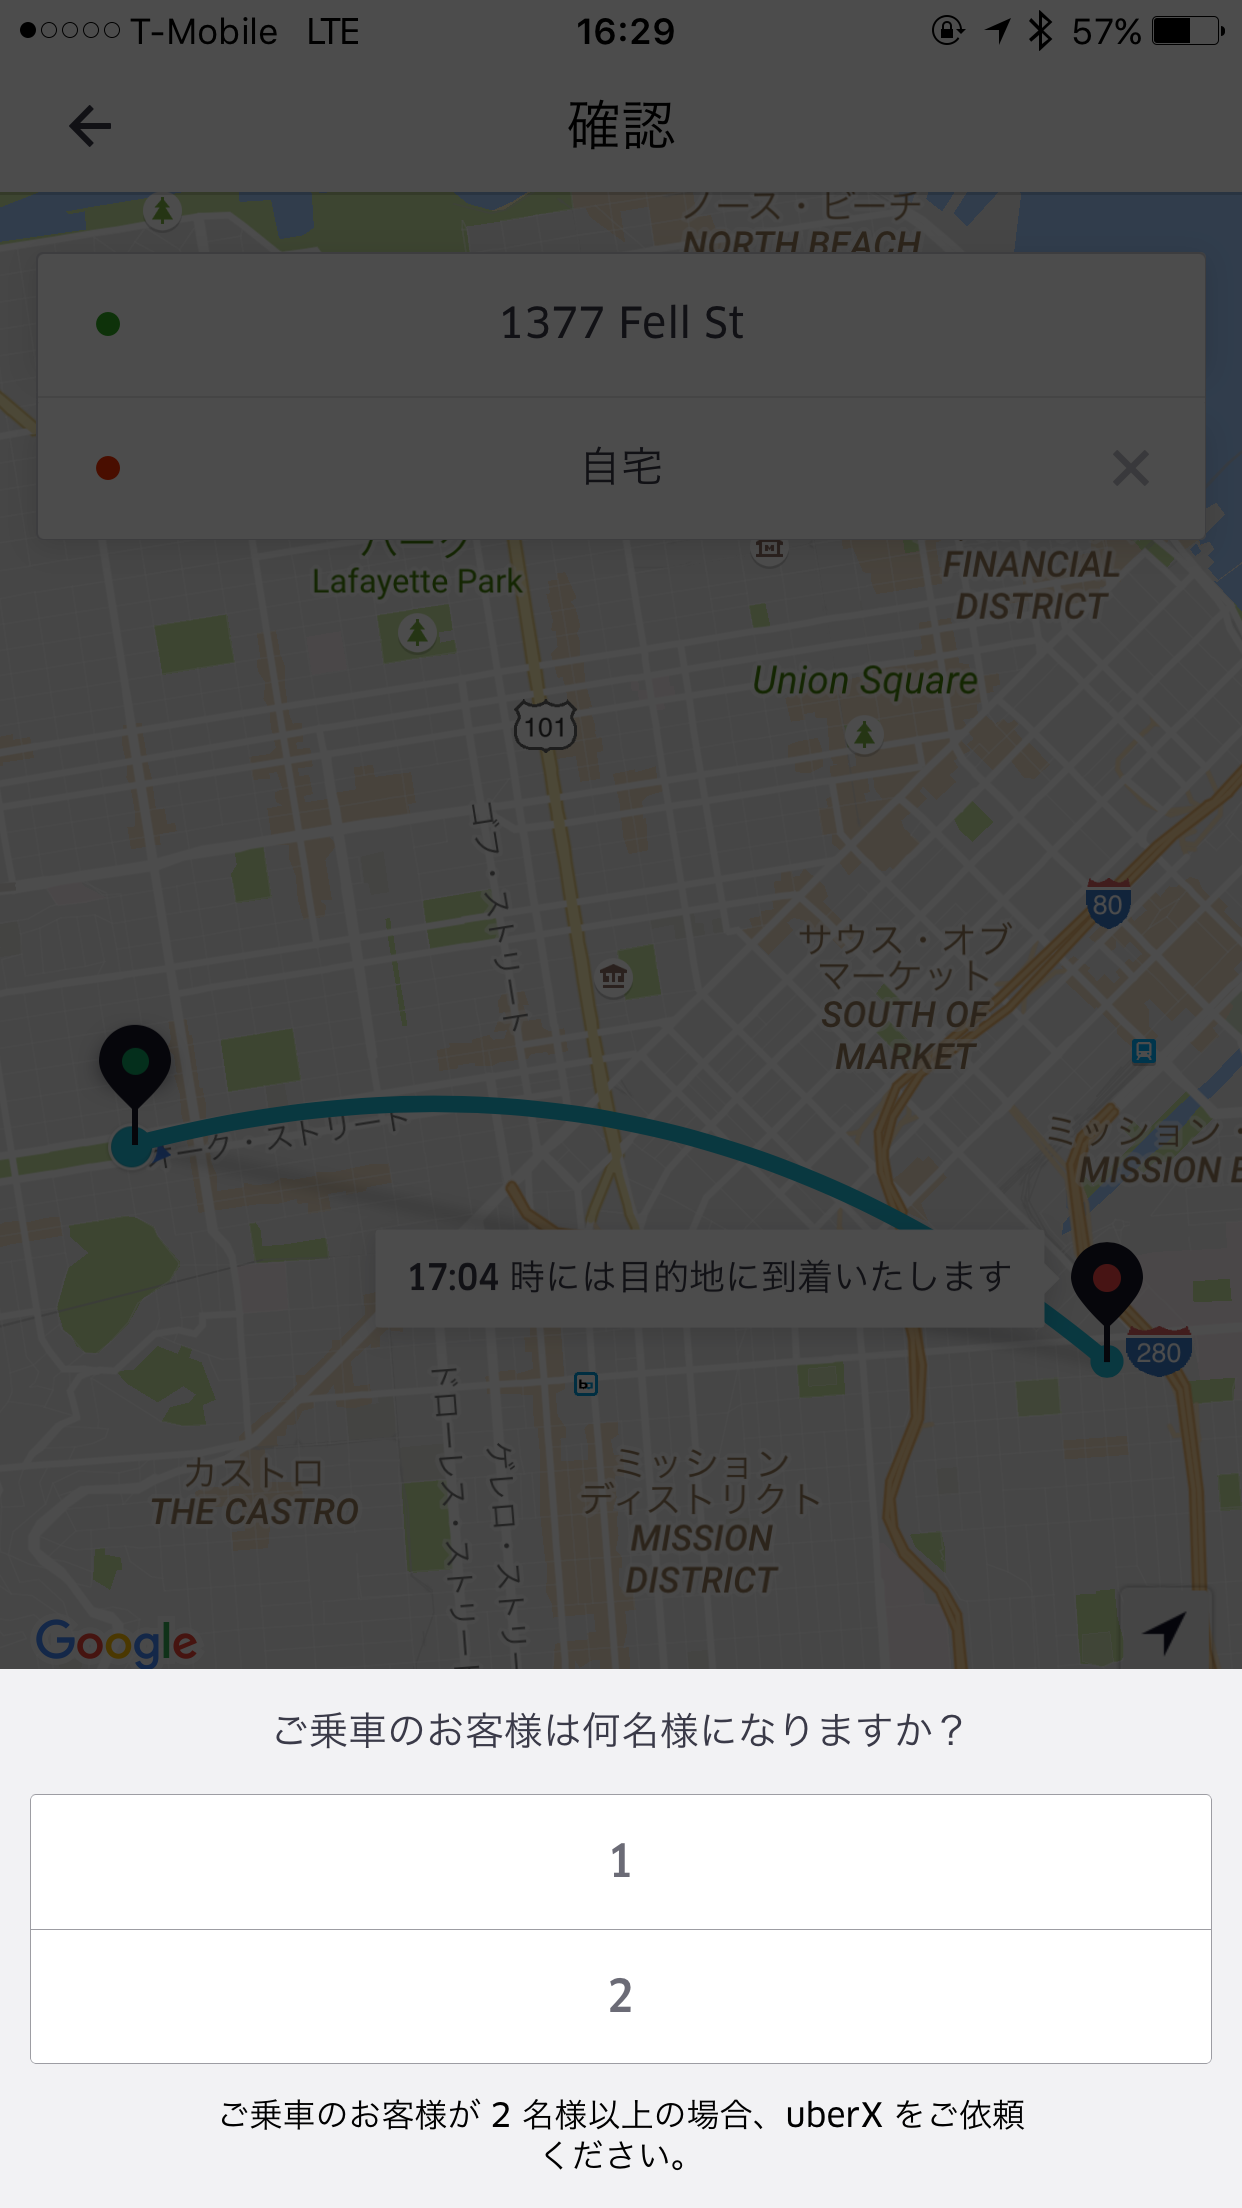 T-Mobile LTE 16:29 57%
確認
ノース・ビーチ
NORTH BEACH
1377 Fell St
自宅
パーク
Lafayette Park
FINANCIAL
DISTRICT
Union Square
101
ゴフ・ストリート
80
サウス・オブ
マーケット
SOUTH OF
MARKET
オーク・ストリート
ミッション・
MISSION B
17:04 時には目的地に到着いたします
280
ドローレス・ストリー
ゲレロ・ストリー
カストロ
THE CASTRO
ミッション
ディストリクト
MISSION
DISTRICT
Google
ご乗車のお客様は何名様になりますか？
1
2
ご乗車のお客様が 2 名様以上の場合、uberX をご依頼
ください。